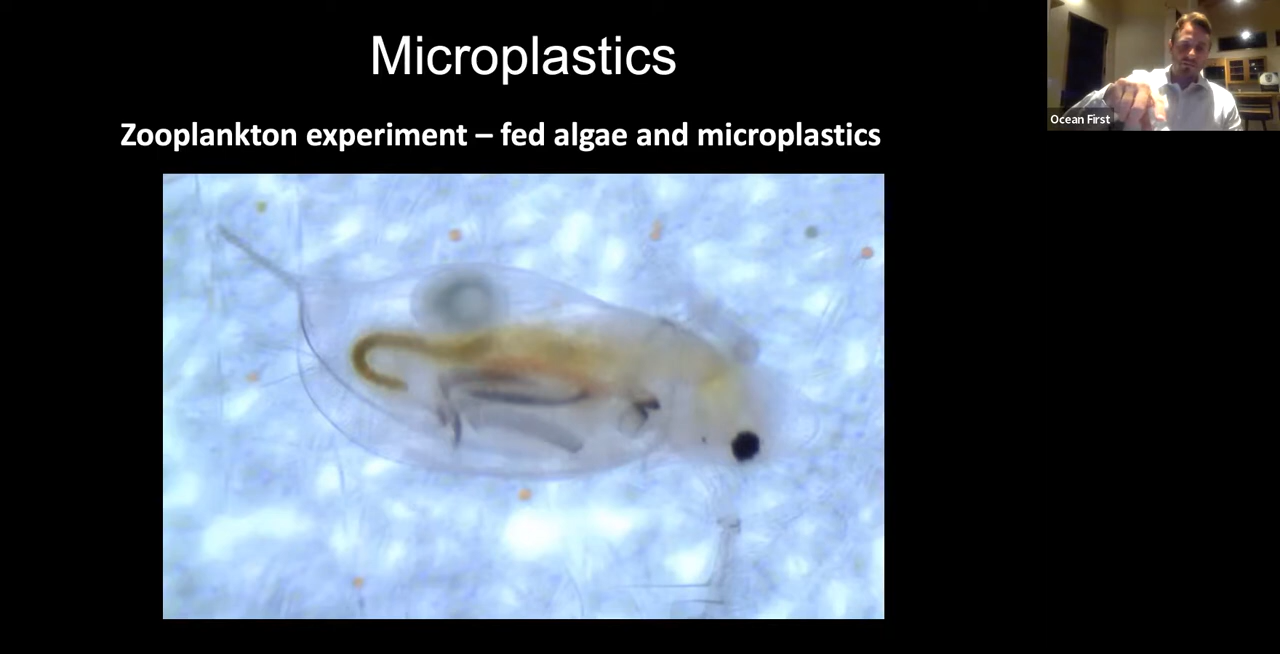 Microplastics
Ocean First
Zooplankton experiment – fed algae and microplastics